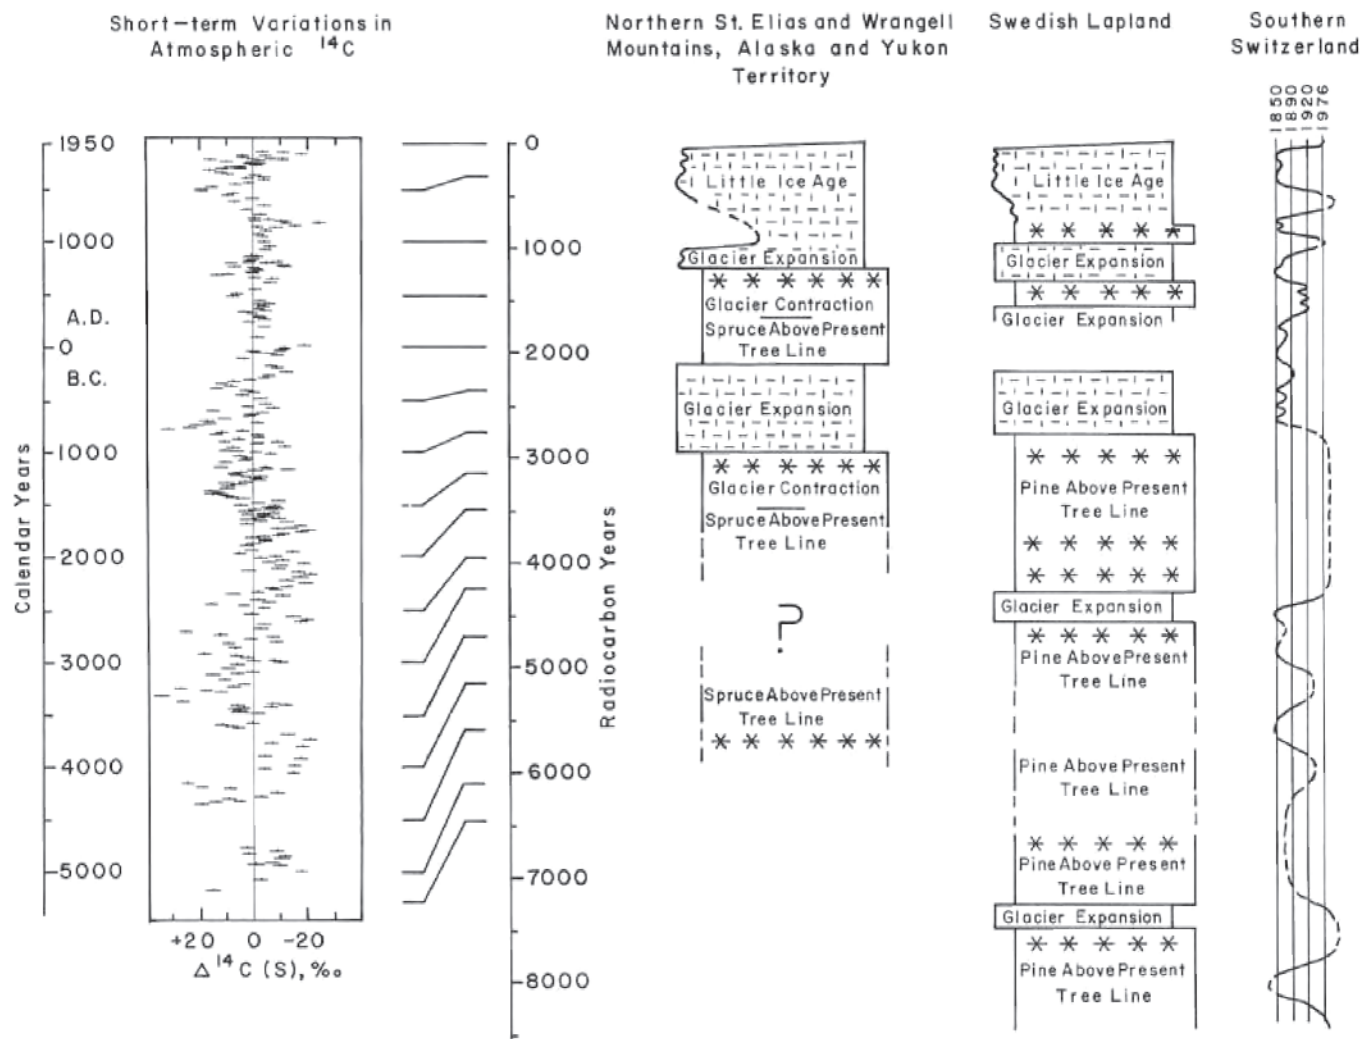 Short-term Variations in
Atmospheric ¹⁴C
Northern St. Elias and Wrangell
Mountains, Alaska and Yukon
Territory
Swedish Lapland
Southern
Switzerland
1850
1890
1920
1976
Calendar Years
1950
1000
A.D.
0
B.C.
1000
2000
3000
4000
5000
+20 0 -20
Δ¹⁴C (S), ‰
Radiocarbon Years
0
1000
2000
3000
4000
5000
6000
7000
8000
Little Ice Age
Glacier Expansion
Glacier Contraction
Spruce Above Present
Tree Line
Glacier Expansion
Glacier Contraction
Spruce Above Present
Tree Line
?
Spruce Above Present
Tree Line
Little Ice Age
Glacier Expansion
Glacier Expansion
Glacier Expansion
Pine Above Present
Tree Line
Glacier Expansion
Pine Above Present
Tree Line
Pine Above Present
Tree Line
Pine Above Present
Tree Line
Glacier Expansion
Pine Above Present
Tree Line